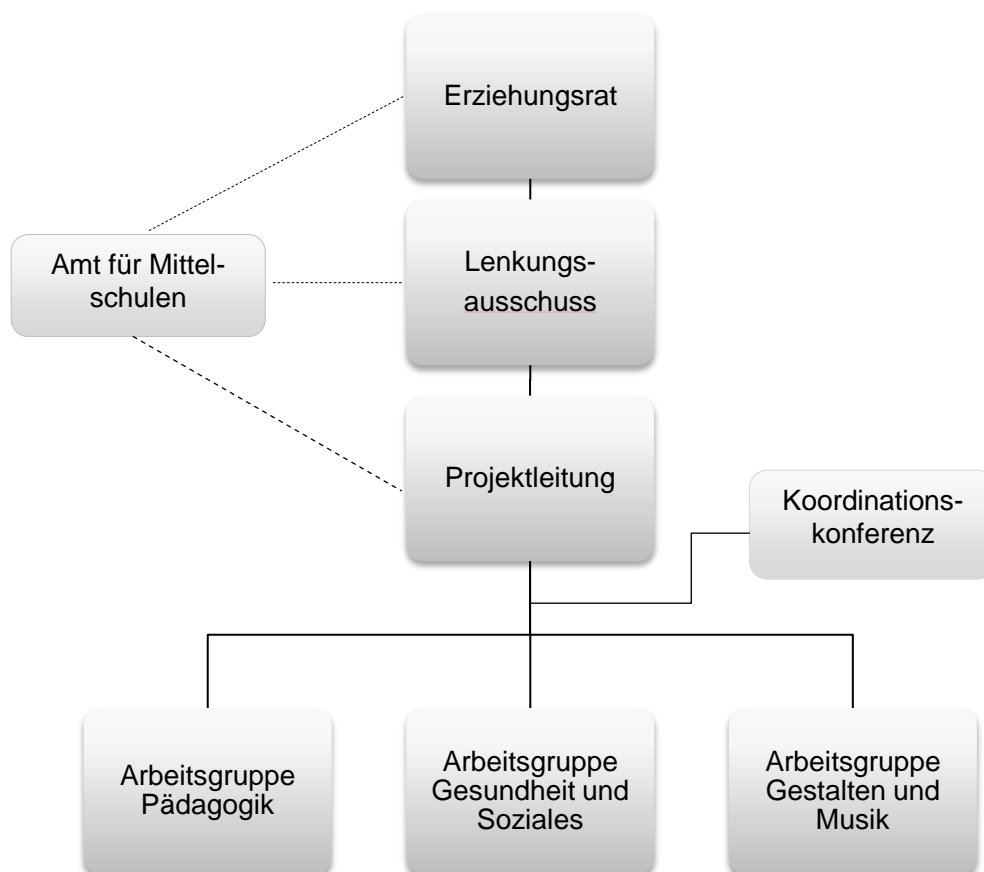 Erziehungsrat
Amt für Mittel-
schulen
Lenkungs-
ausschuss
Projektleitung
Koordinations-
konferenz
Arbeitsgruppe
Pädagogik
Arbeitsgruppe
Gesundheit und
Soziales
Arbeitsgruppe
Gestalten und
Musik